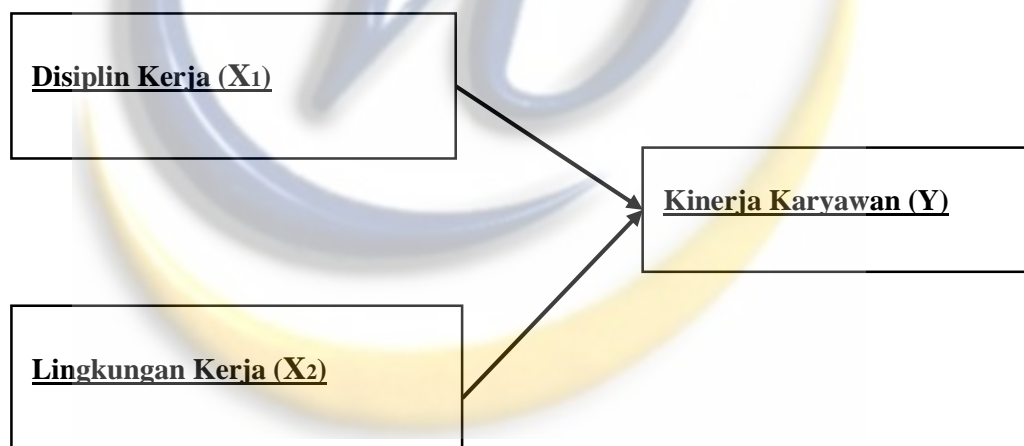 Disiplin Kerja (X1)
Kinerja Karyawan (Y)
Lingkungan Kerja (X2)